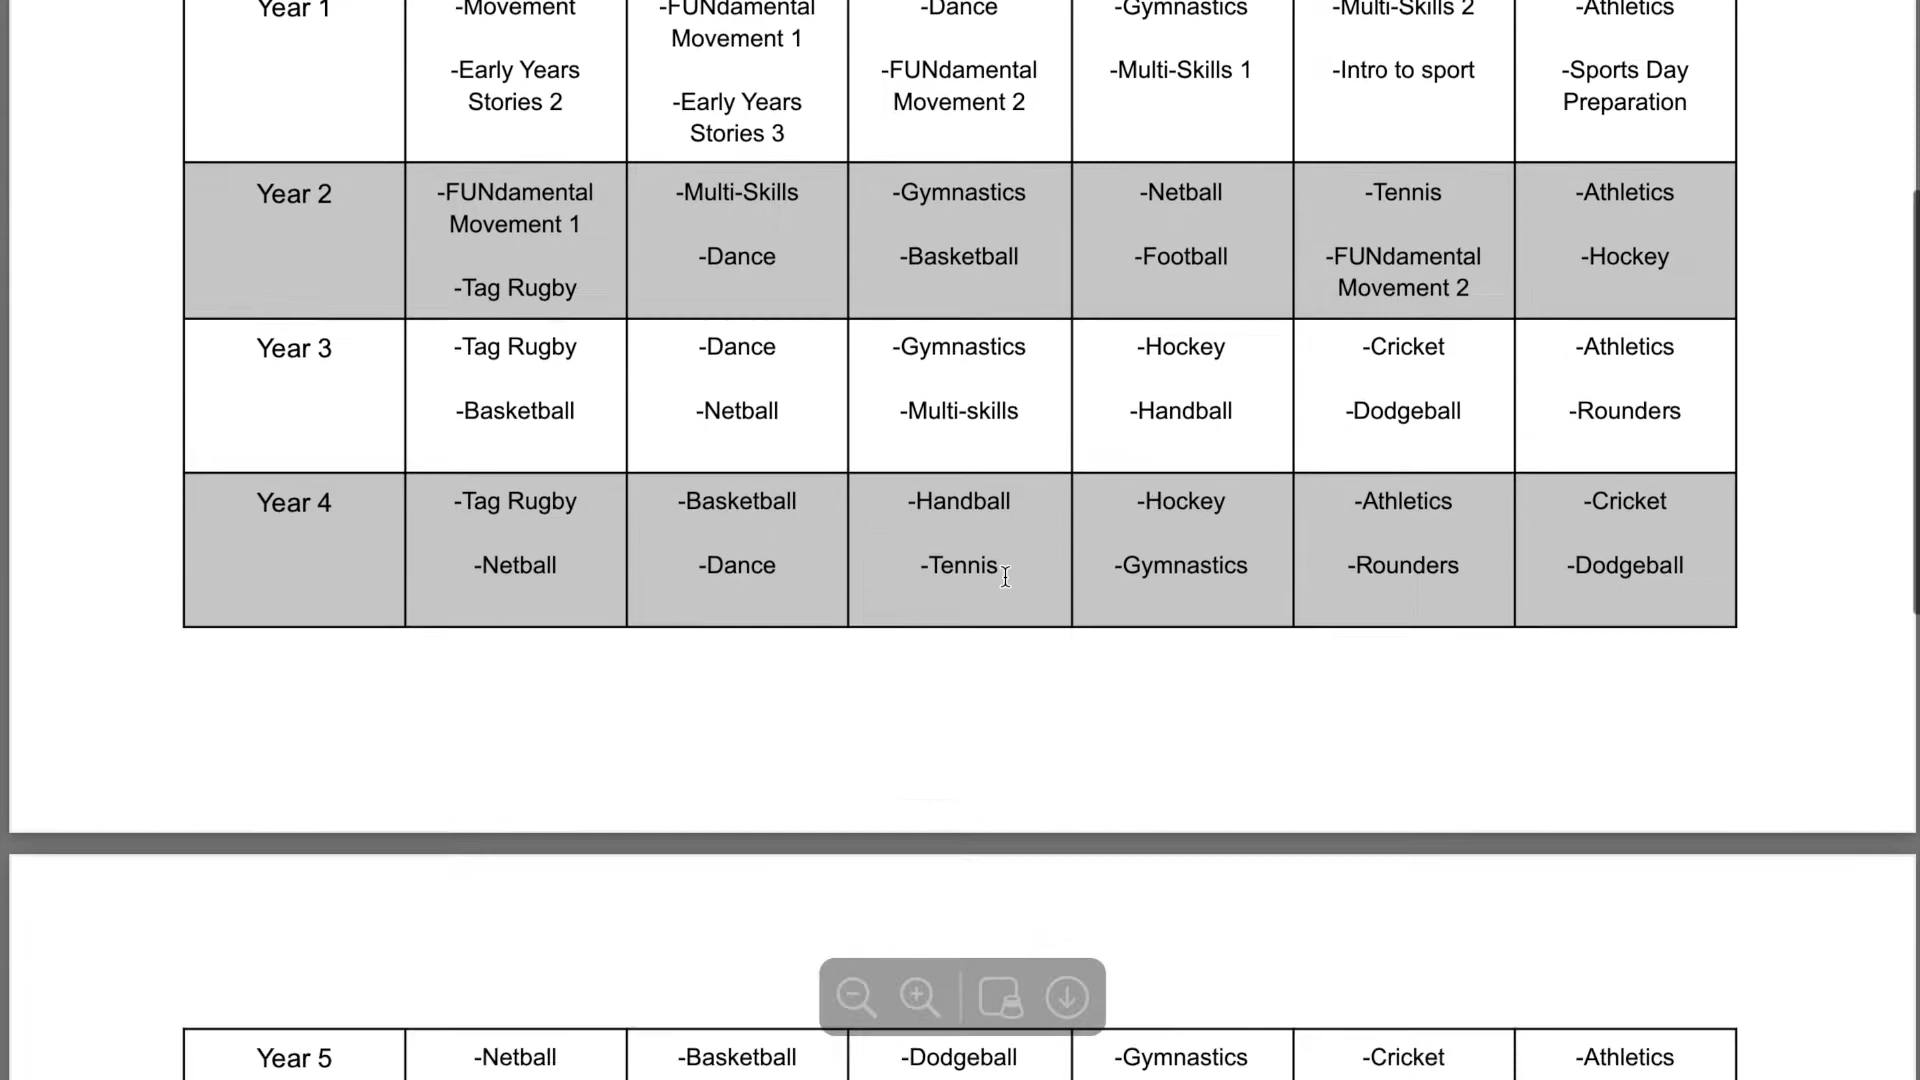 Year 1
-Movement
-Early Years
Stories 2
-FUNdamental
Movement 1
-Early Years
Stories 3
-Dance
-FUNdamental
Movement 2
-Gymnastics
-Multi-Skills 1
-Multi-Skills 2
-Intro to sport
-Athletics
-Sports Day
Preparation
Year 2
-FUNdamental
Movement 1
-Tag Rugby
-Multi-Skills
-Dance
-Gymnastics
-Basketball
-Netball
-Football
-Tennis
-FUNdamental
Movement 2
-Athletics
-Hockey
Year 3
-Tag Rugby
-Basketball
-Dance
-Netball
-Gymnastics
-Multi-skills
-Hockey
-Handball
-Cricket
-Dodgeball
-Athletics
-Rounders
Year 4
-Tag Rugby
-Netball
-Basketball
-Dance
-Handball
-Tennis
-Hockey
-Gymnastics
-Athletics
-Rounders
-Cricket
-Dodgeball
Year 5
-Netball
-Basketball
-Dodgeball
-Gymnastics
-Cricket
-Athletics